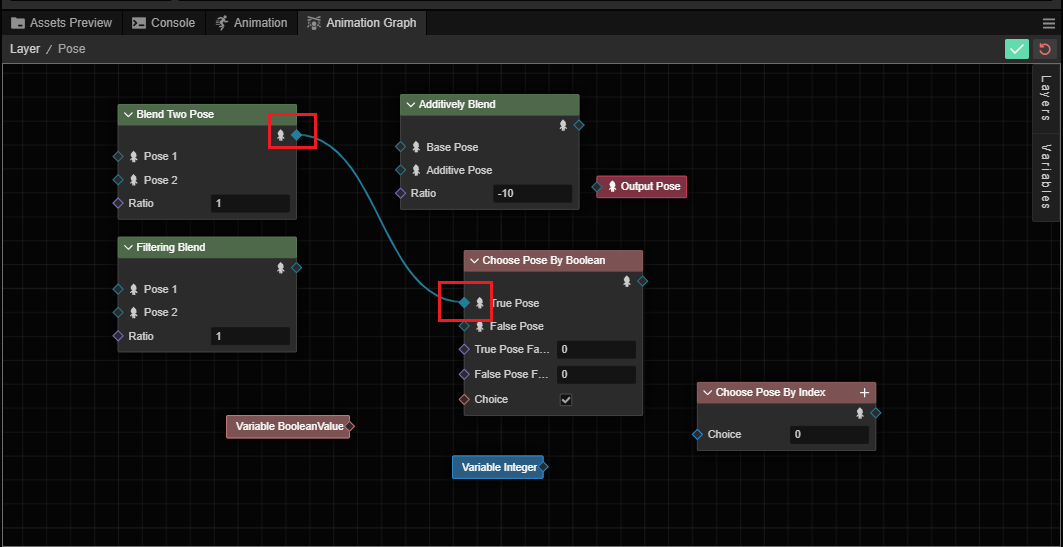 Assets Preview
Console
Animation
Animation Graph
Layer / Pose
Layers
Variables
Blend Two Pose
Pose 1
Pose 2
Ratio 1
Additively Blend
Base Pose
Additive Pose
Ratio -10
Output Pose
Filtering Blend
Pose 1
Pose 2
Ratio 1
Choose Pose By Boolean
True Pose
False Pose
True Pose Fa... 0
False Pose F... 0
Choice
Variable BooleanValue
Variable Integer
Choose Pose By Index +
Choice 0